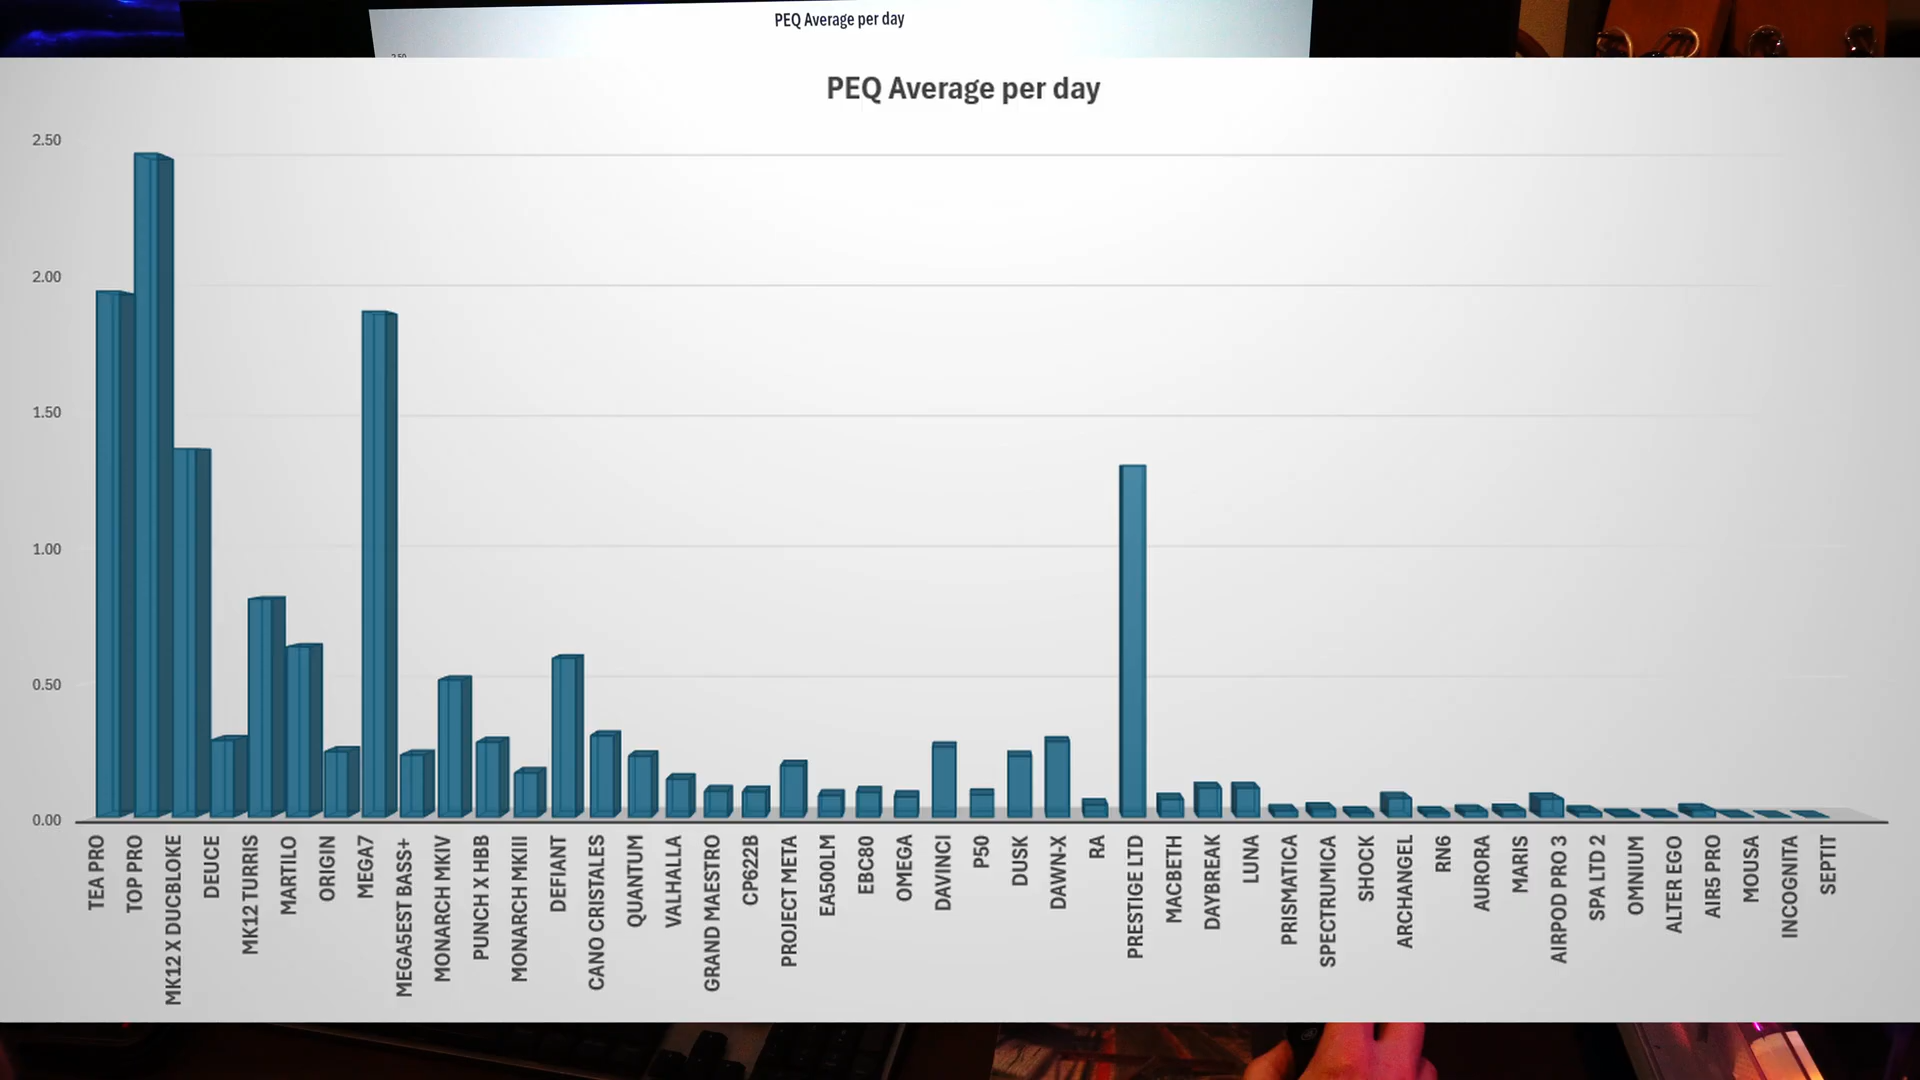 PEQ Average per day
2.50
PEQ Average per day
2.50
2.00
1.50
1.00
0.50
0.00
TEA PRO
TOP PRO
MK12 X DUCBLOKE
DEUCE
MK12 TURRIS
MARTILO
ORIGIN
MEGA7
MEGA5EST BASS+
MONARCH MKIV
PUNCH X HBB
MONARCH MKIII
DEFIANT
CANO CRISTALES
QUANTUM
VALHALLA
GRAND MAESTRO
CP622B
PROJECT META
EA500LM
EBC80
OMEGA
DAVINCI
P50
DUSK
DAWN-X
RA
PRESTIGE LTD
MACBETH
DAYBREAK
LUNA
PRISMATICA
SPECTRUMICA
SHOCK
ARCHANGEL
RN6
AURORA
MARIS
AIRPOD PRO 3
SPA LTD 2
OMNIUM
ALTER EGO
AIR5 PRO
MOUSA
INCOGNITA
SEPTIT